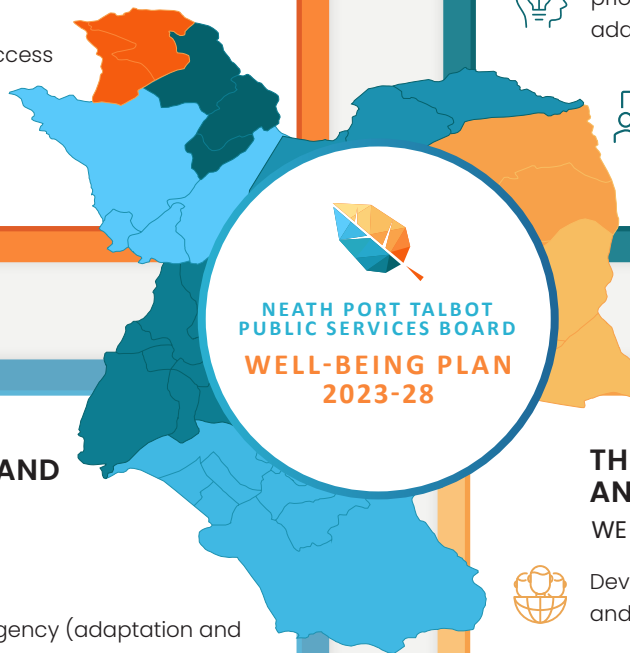 ccess
add
NEATH PORT TALBOT
PUBLIC SERVICES BOARD
WELL-BEING PLAN
2023-28
AND
TH
AN
WE
Dev
and
gency (adaptation and